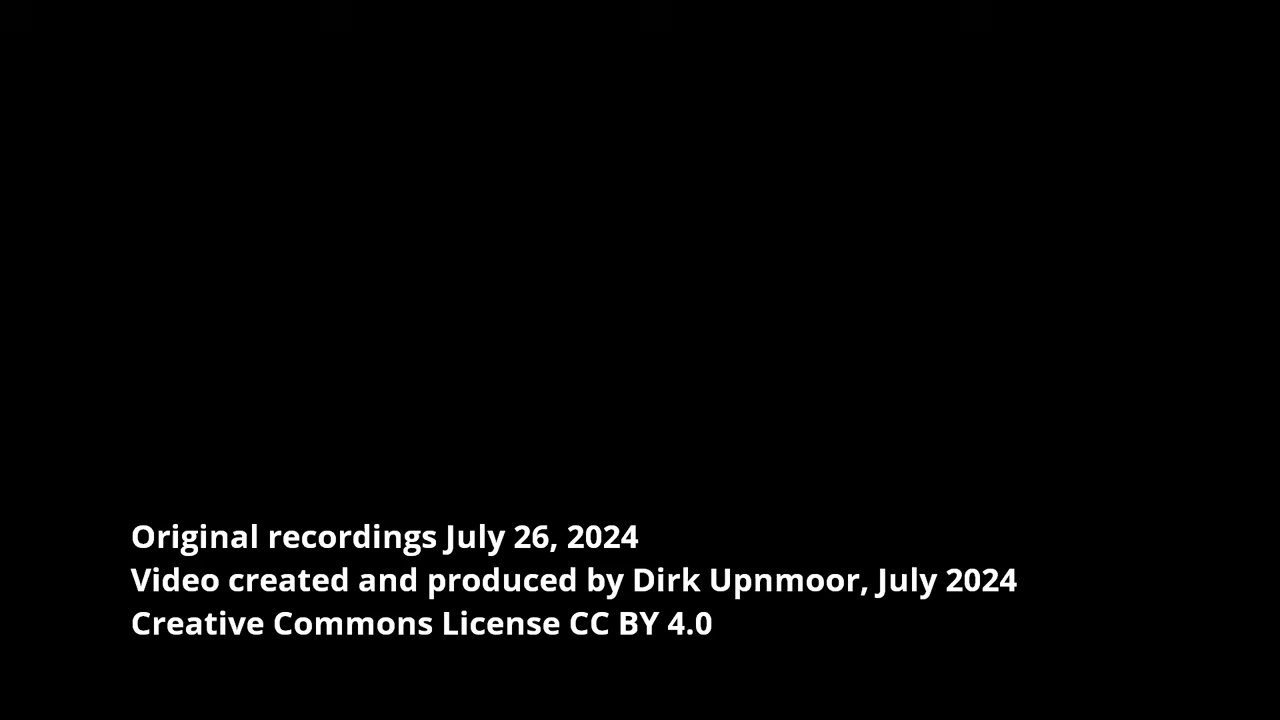 Original recordings July 26, 2024
Video created and produced by Dirk Upnmoor, July 2024
Creative Commons License CC BY 4.0